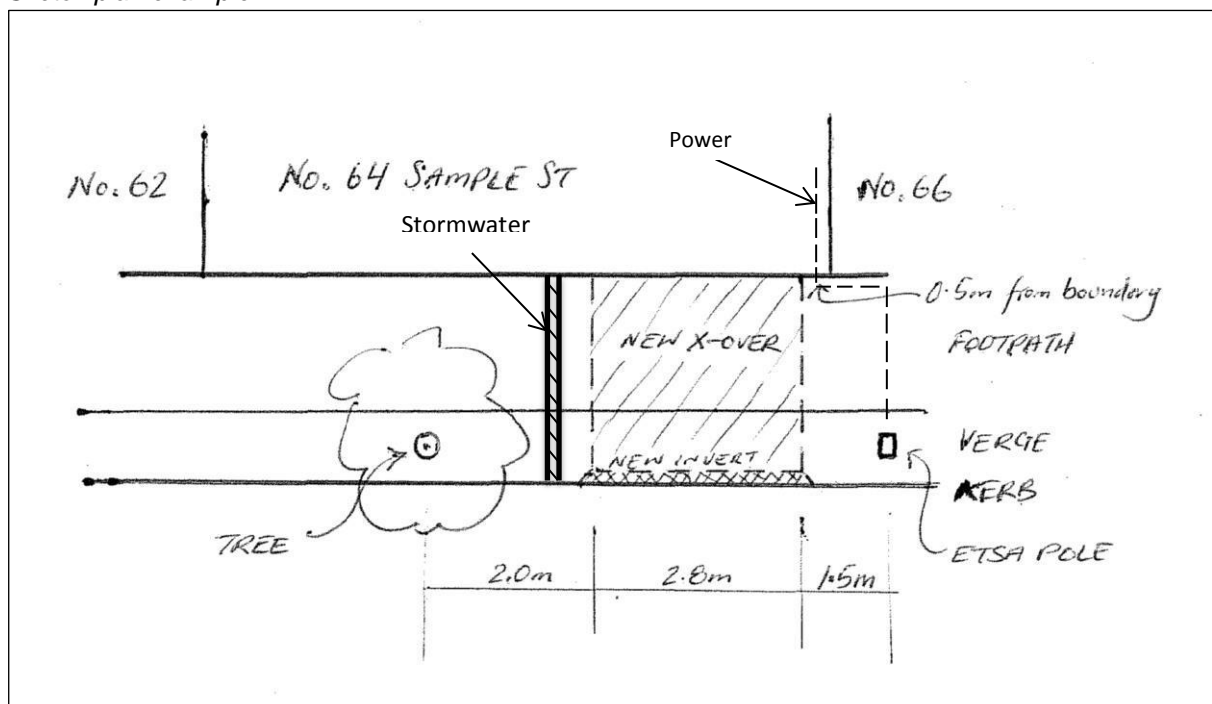 No. 62
No. 64 SAMPLE ST
Power
No. 66
Stormwater
0.5m from boundary
NEW X-OVER
FOOTPATH
NEW INVERT
VERGE
KERB
TREE
ETSA POLE
2.0m
2.8m
1.5m